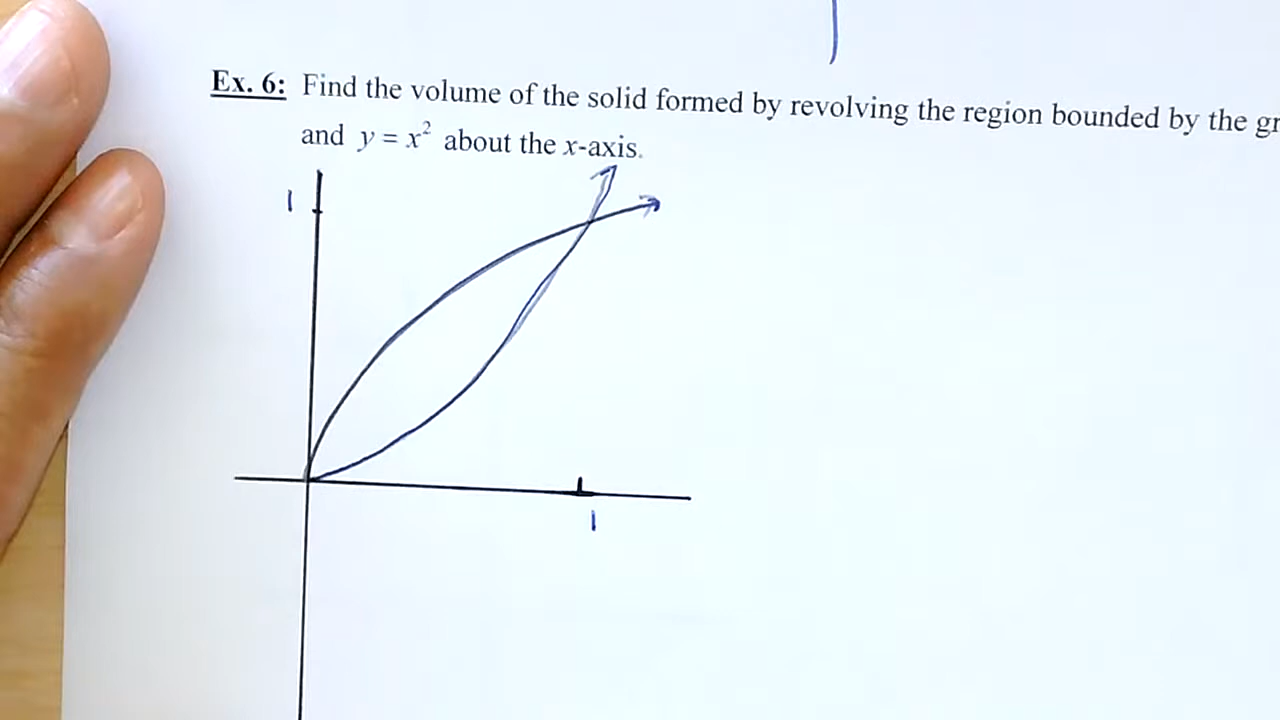 Ex. 6: Find the volume of the solid formed by revolving the region bounded by the
and y = x² about the x-axis.
1
1